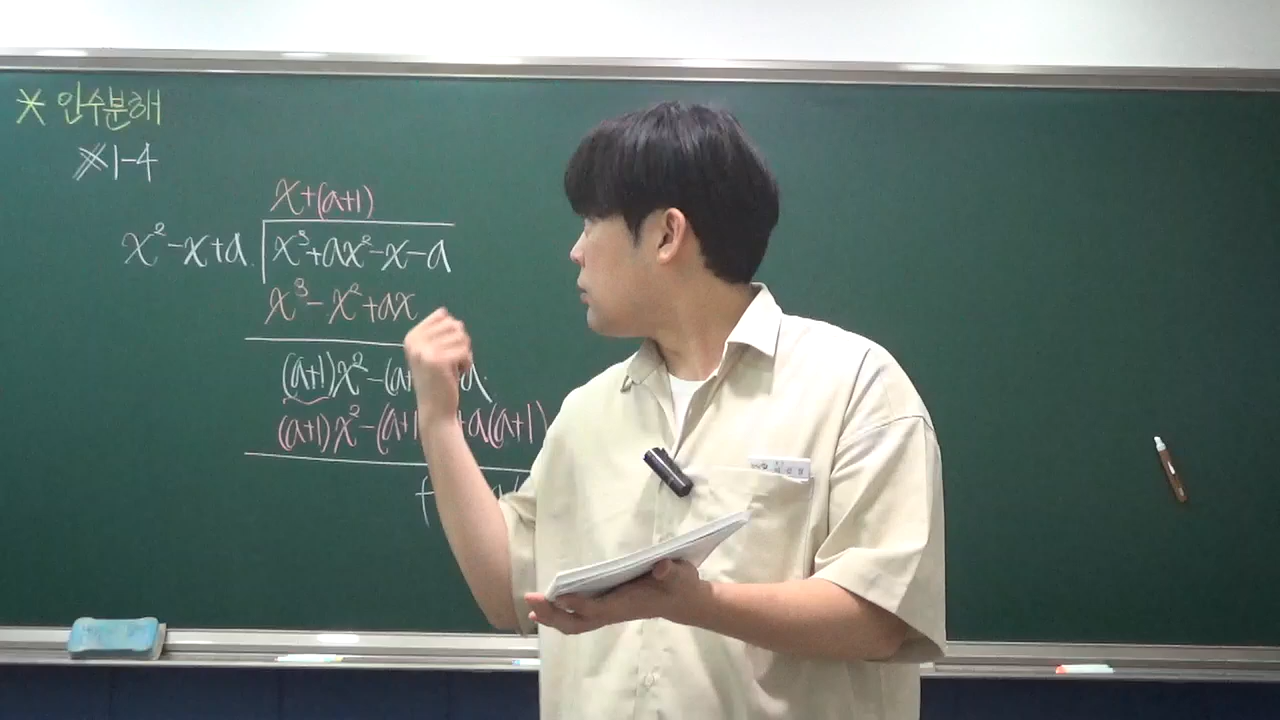 * 인수분해
※1-4
x+(a+1)
x²-x+a x³+ax²-x-a
x³-x²+ax
(a+1)x²-(a+ a.
(a+1)x²-(a+1 +a(a+1)